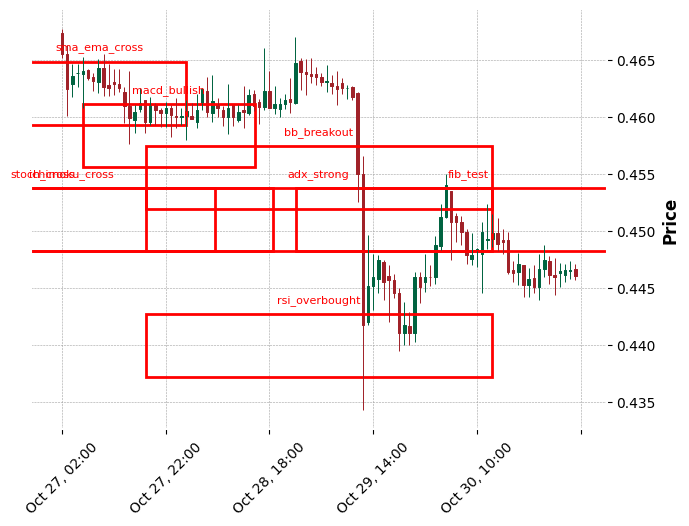 sma_ema_cross
macd_bullish
bb_breakout
adx_strong
fib_test
rsi_overbought
0.465
0.460
0.455
0.450
0.445
0.440
0.435
Price
Oct 27, 02:00
Oct 27, 22:00
Oct 28, 18:00
Oct 29, 14:00
Oct 30, 10:00